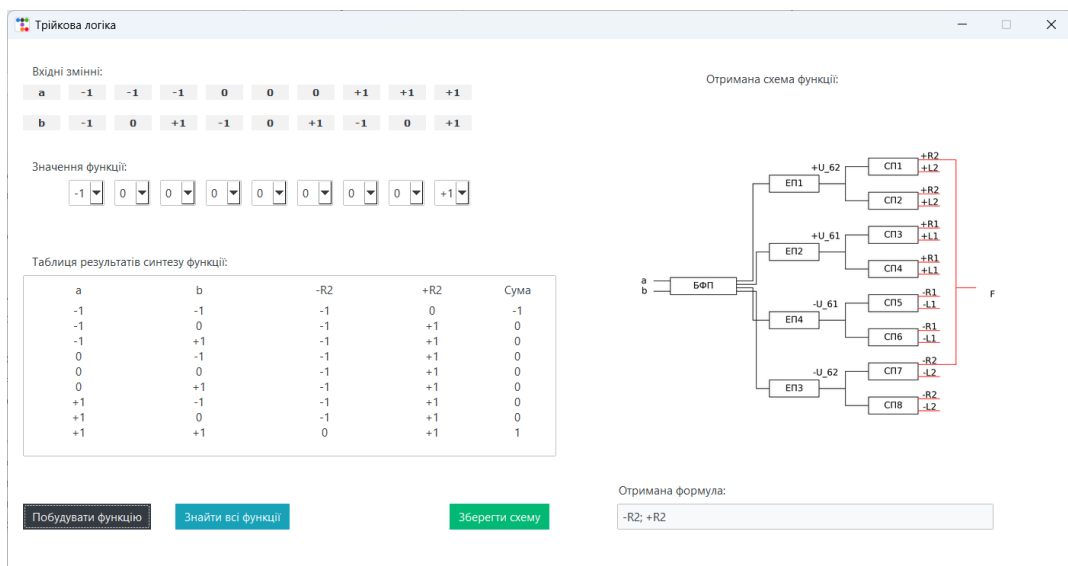 Трійкова логіка
Вхідні змінні:
a -1 -1 -1 0 0 0 +1 +1 +1
b -1 0 +1 -1 0 +1 -1 0 +1
Значення функції:
-1 0 0 0 0 0 0 0 +1
Таблиця результатів синтезу функції:
a b -R2 +R2 Сума
-1 -1 -1 0 -1
-1 0 -1 +1 0
-1 +1 -1 +1 0
0 -1 -1 +1 0
0 0 -1 +1 0
0 +1 -1 +1 0
+1 -1 -1 +1 0
+1 0 -1 +1 0
+1 +1 0 +1 1
Побудувати функцію
Знайти всі функції
Зберегти схему
Отримана схема функції:
a
b
БФП
ЕП1
ЕП2
ЕП4
ЕП3
+U_62
+U_61
-U_61
-U_62
СП1
+R2
+L2
СП2
+R2
+L2
СП3
+R1
+L1
СП4
+R1
+L1
СП5
-R1
-L1
СП6
-R1
-L1
СП7
-R2
-L2
СП8
-R2
-L2
F
Отримана формула:
-R2; +R2